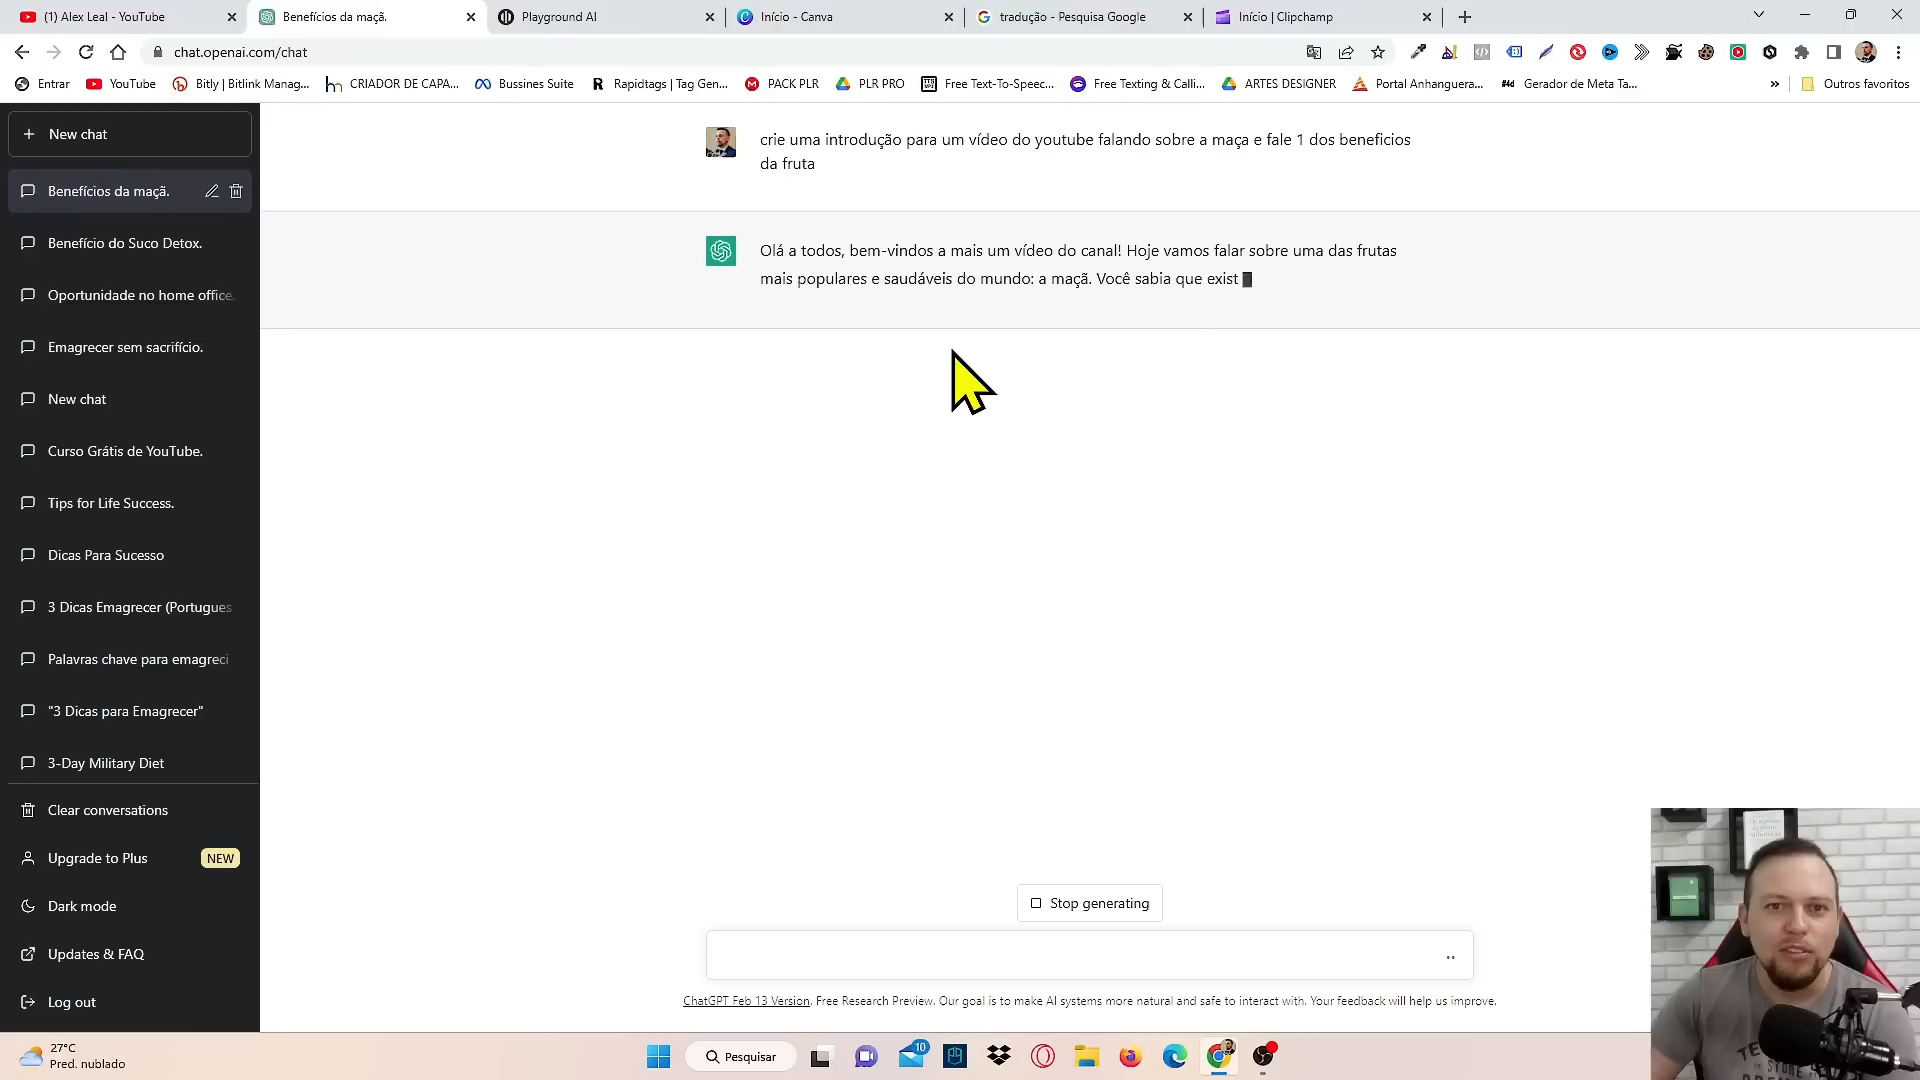 (1) Alex Leal - YouTube
Benefícios da maçã.
Playground AI
Início - Canva
tradução - Pesquisa Google
Início | Clipchamp
chat.openai.com/chat
Entrar
YouTube
Bitly | Bitlink Manag...
CRIADOR DE CAPA...
Bussines Suite
Rapidtags | Tag Gen...
PACK PLR
PLR PRO
Free Text-To-Speec...
Free Texting & Calli...
ARTES DESIGNER
Portal Anhanguera...
Gerador de Meta Ta...
»
Outros favoritos
New chat
Benefícios da maçã.
Benefício do Suco Detox.
Oportunidade no home office.
Emagrecer sem sacrifício.
New chat
Curso Grátis de YouTube.
Tips for Life Success.
Dicas Para Sucesso
3 Dicas Emagrecer (Portugues
Palavras chave para emagreci
"3 Dicas para Emagrecer"
3-Day Military Diet
Clear conversations
Upgrade to Plus
NEW
Dark mode
Updates & FAQ
Log out
crie uma introdução para um vídeo do youtube falando sobre a maça e fale 1 dos beneficios
da fruta
Olá a todos, bem-vindos a mais um vídeo do canal! Hoje vamos falar sobre uma das frutas
mais populares e saudáveis do mundo: a maçã. Você sabia que exist
Stop generating
ChatGPT Feb 13 Version. Free Research Preview. Our goal is to make AI systems more natural and safe to interact with. Your feedback will help us improve.
27°C
Pred. nublado
Pesquisar
10